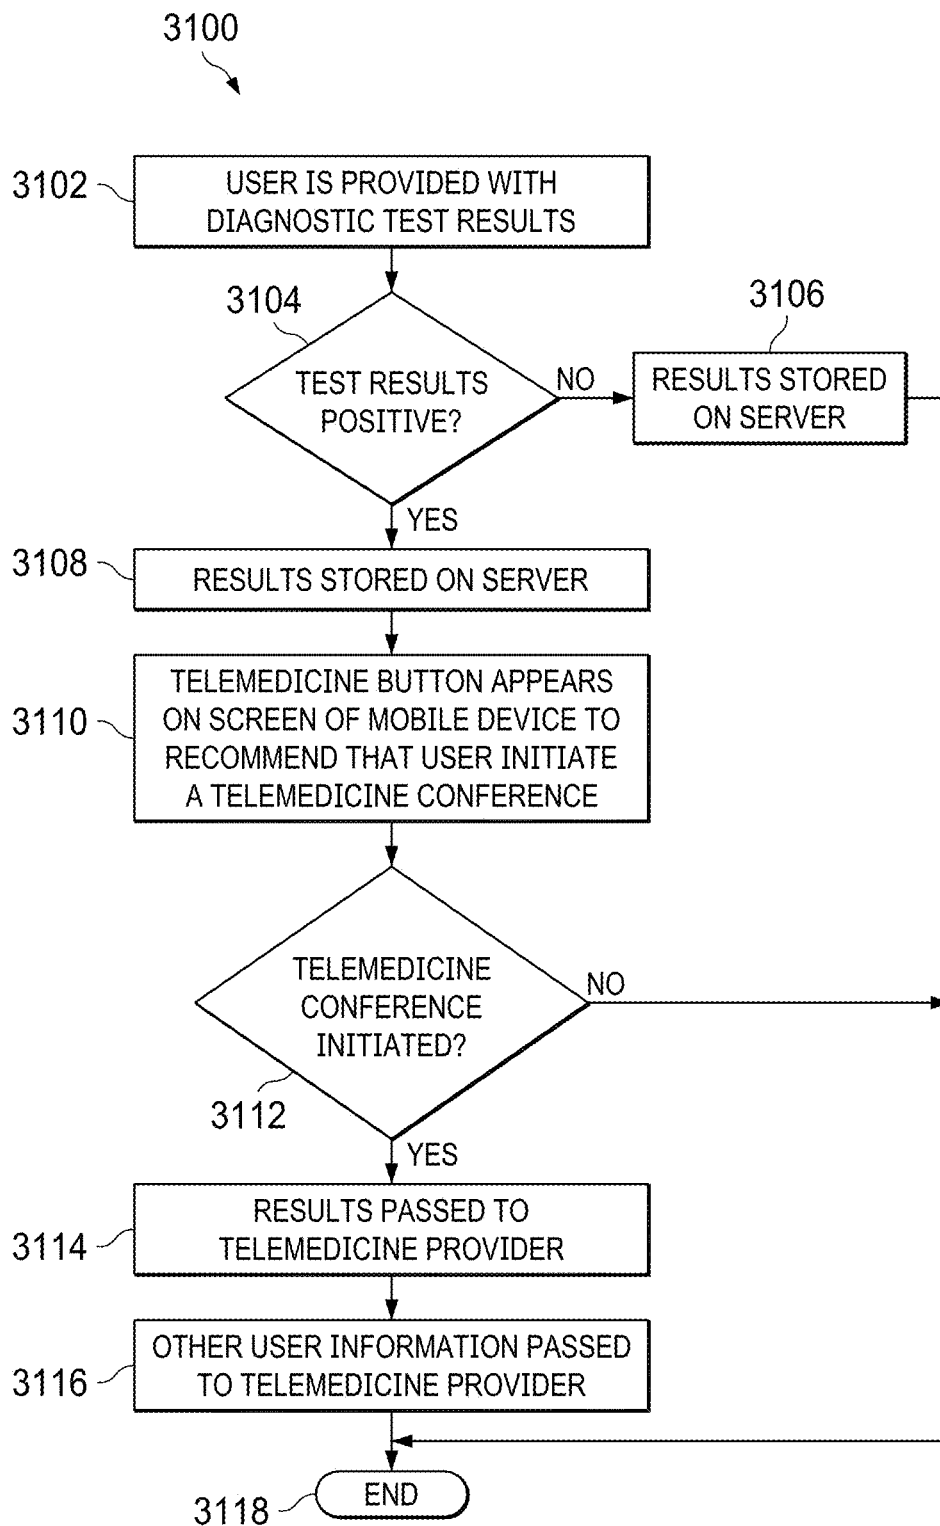 3100
3102
USER IS PROVIDED WITH
DIAGNOSTIC TEST RESULTS
3104
TEST RESULTS
POSITIVE?
NO
3106
RESULTS STORED
ON SERVER
YES
3108
RESULTS STORED ON SERVER
3110
TELEMEDICINE BUTTON APPEARS
ON SCREEN OF MOBILE DEVICE TO
RECOMMEND THAT USER INITIATE
A TELEMEDICINE CONFERENCE
TELEMEDICINE
CONFERENCE
INITIATED?
NO
3112
YES
3114
RESULTS PASSED TO
TELEMEDICINE PROVIDER
3116
OTHER USER INFORMATION PASSED
TO TELEMEDICINE PROVIDER
3118
END